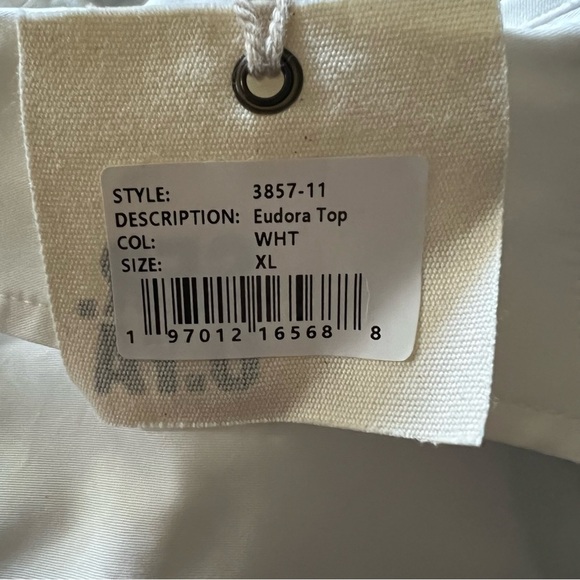 STYLE: 3857-11
DESCRIPTION: Eudora Top
COL: WHT
SIZE: XL
1 97012 16568 8